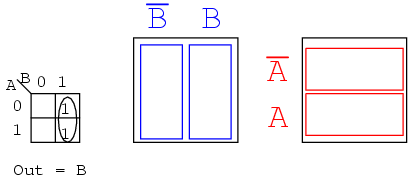 B̅ B
A B 0 1
0 1
1 1
A̅
A
Out = B